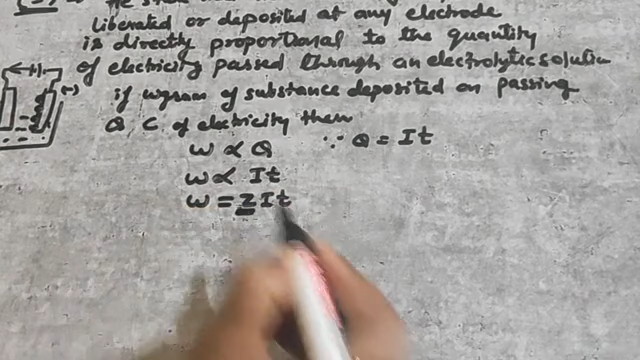 liberated or deposited at any electrode
is directly proportional to the quantity
of electricity passed through an electrolytic solution
if w gram of substance deposited on passing
Q C of electricity then
w ∝ Q ∵ Q = It
w ∝ It
w = ZIt